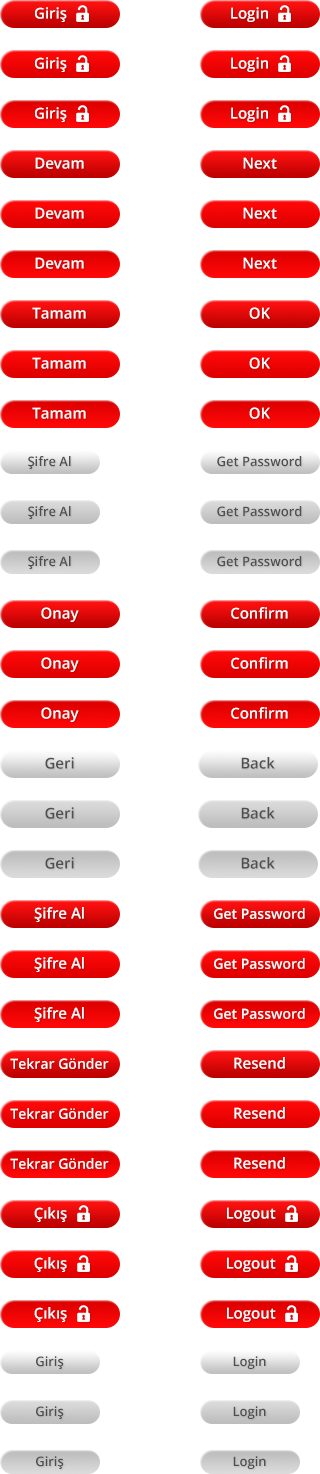 Giriş Login
Giriş Login
Giriş Login
Devam Next
Devam Next
Devam Next
Tamam OK
Tamam OK
Tamam OK
Şifre Al Get Password
Şifre Al Get Password
Şifre Al Get Password
Onay Confirm
Onay Confirm
Onay Confirm
Geri Back
Geri Back
Geri Back
Şifre Al Get Password
Şifre Al Get Password
Şifre Al Get Password
Tekrar Gönder Resend
Tekrar Gönder Resend
Tekrar Gönder Resend
Çıkış Logout
Çıkış Logout
Çıkış Logout
Giriş Login
Giriş Login
Giriş Login